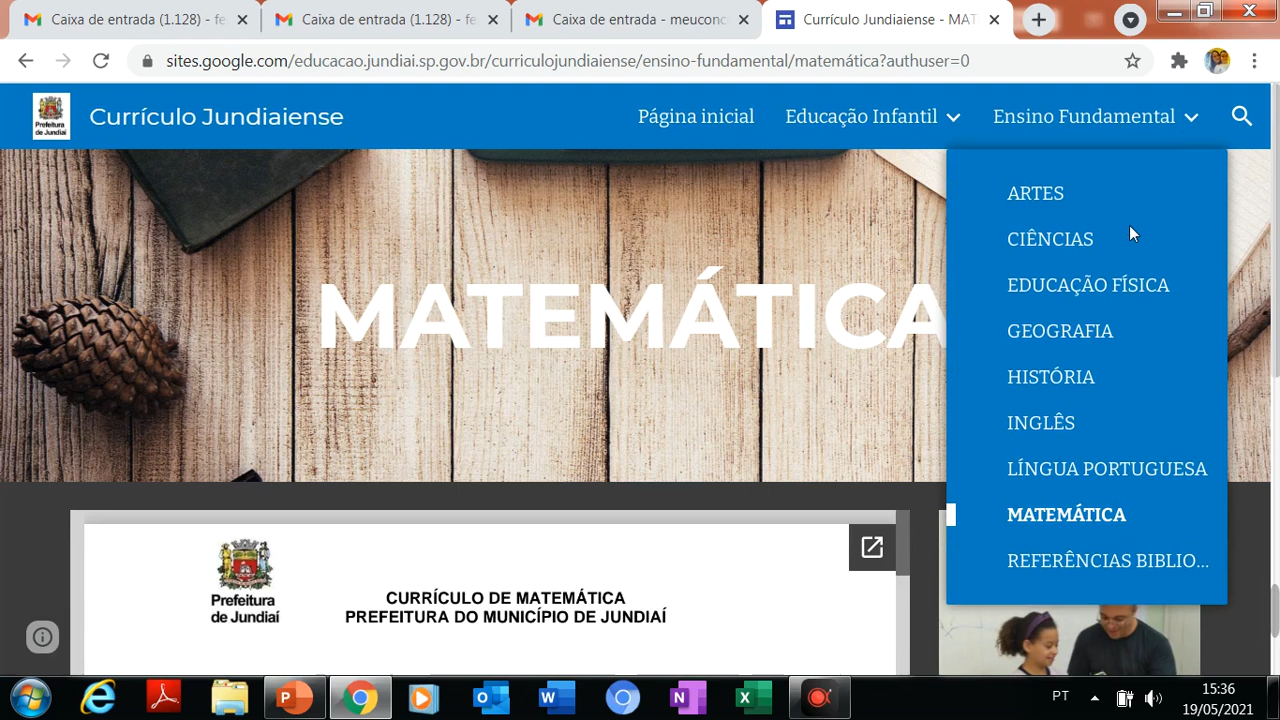 Caixa de entrada (1.128) - fe
Caixa de entrada (1.128) - fe
Caixa de entrada - meuconc
Currículo Jundiaiense - MAT
sites.google.com/educacao.jundiai.sp.gov.br/curriculojundiaiense/ensino-fundamental/matemática?authuser=0
Prefeitura
de Jundiaí
Currículo Jundiaiense
Página inicial
Educação Infantil
Ensino Fundamental
ARTES
CIÊNCIAS
EDUCAÇÃO FÍSICA
GEOGRAFIA
HISTÓRIA
INGLÊS
LÍNGUA PORTUGUESA
MATEMÁTICA
REFERÊNCIAS BIBLIO...
MATEMÁTICA
Prefeitura
de Jundiaí
CURRÍCULO DE MATEMÁTICA
PREFEITURA DO MUNICÍPIO DE JUNDIAÍ
PT
15:36
19/05/2021